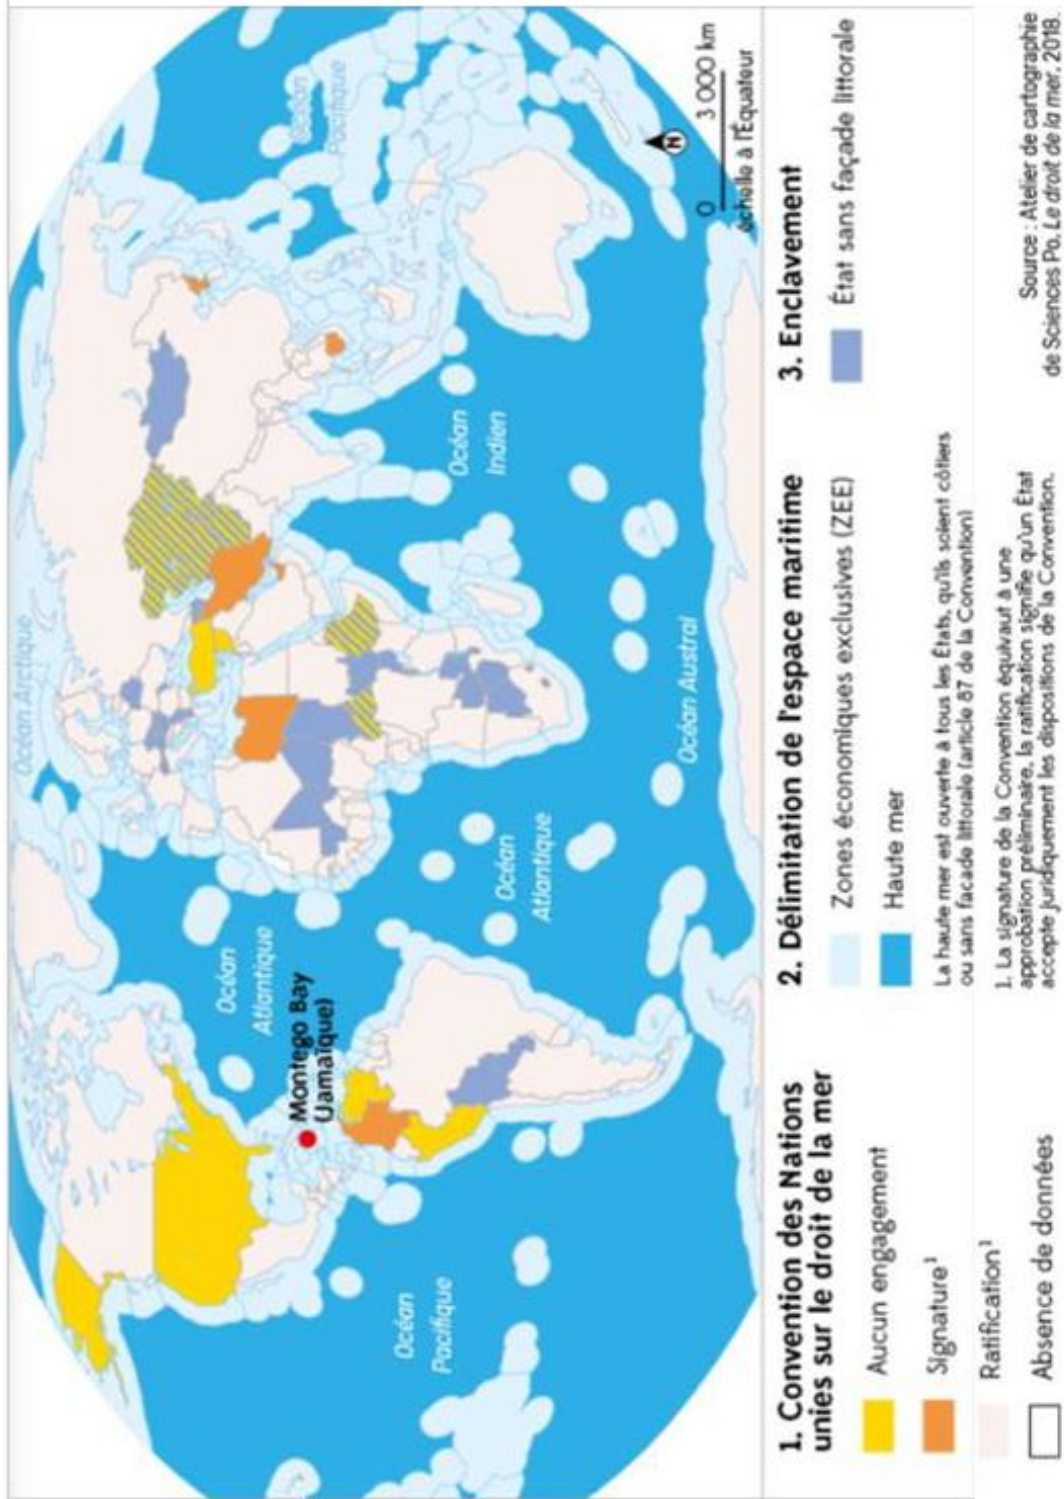 Océan Arctique
Océan
Pacifique
Océan
Atlantique
Montego Bay
(Jamaïque)
Océan
Pacifique
Océan
Atlantique
Océan
Indien
Océan Austral
N
0 3 000 km
échelle à l'Équateur
1. Convention des Nations
unies sur le droit de la mer
Aucun engagement
Signature¹
Ratification¹
Absence de données
2. Délimitation de l'espace maritime
Zones économiques exclusives (ZEE)
Haute mer
La haute mer est ouverte à tous les États, qu'ils soient côtiers
ou sans facade littorale (article 87 de la Convention)
1. La signature de la Convention équivaut à une
approbation préliminaire, la ratification signifie qu'un État
accepte juridiquement les dispositions de la Convention.
3. Enclavement
État sans façade littorale
Source : Atelier de cartographie
de Sciences Po, Le droit de la mer, 2018.